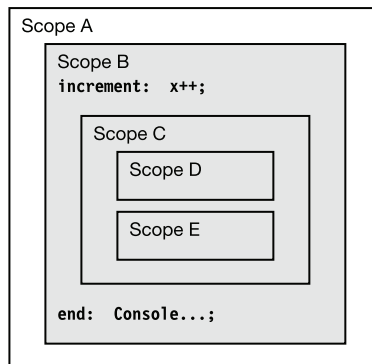 Scope A
Scope B
increment: x++;
Scope C
Scope D
Scope E
end: Console...;